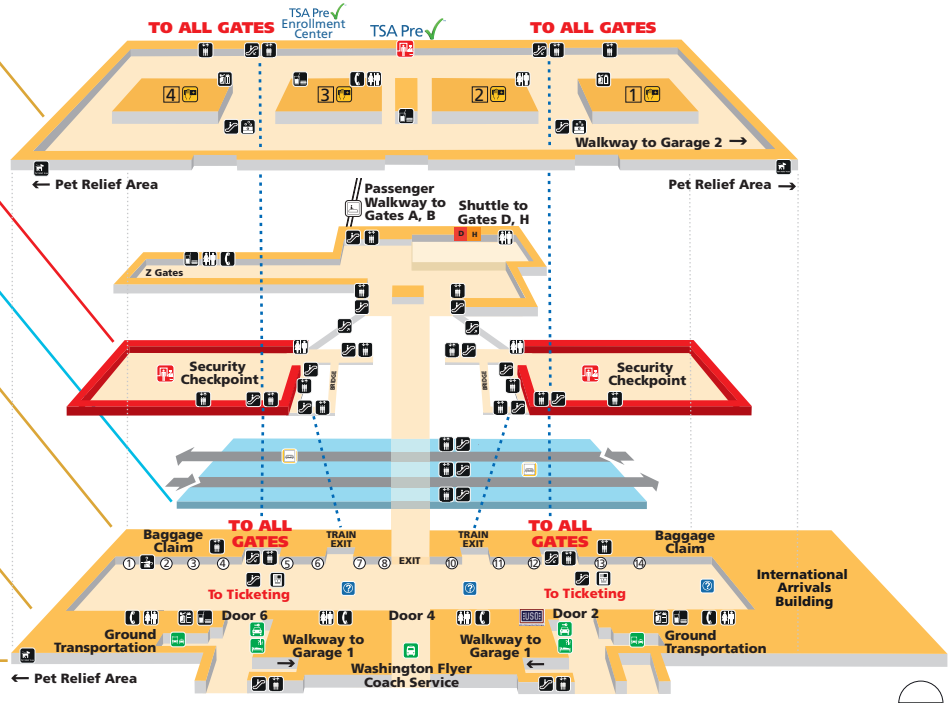 TO ALL GATES
TSA Pre
Enrollment
Center
TSA Pre
TO ALL GATES
4
3
2
1
Walkway to Garage 2
Pet Relief Area
Pet Relief Area
Passenger
Walkway to
Gates A, B
Shuttle to
Gates D, H
D
H
Z Gates
Security
Checkpoint
BRIDGE
BRIDGE
Security
Checkpoint
Baggage
Claim
TO ALL
GATES
TRAIN
EXIT
TRAIN
EXIT
TO ALL
GATES
Baggage
Claim
1
2
3
4
5
6
7
8
EXIT
10
11
12
13
14
?
?
?
To Ticketing
To Ticketing
International
Arrivals
Building
Door 6
Door 4
USO
Door 2
Ground
Transportation
Walkway to
Garage 1
Walkway to
Garage 1
Ground
Transportation
Washington Flyer
Coach Service
Pet Relief Area